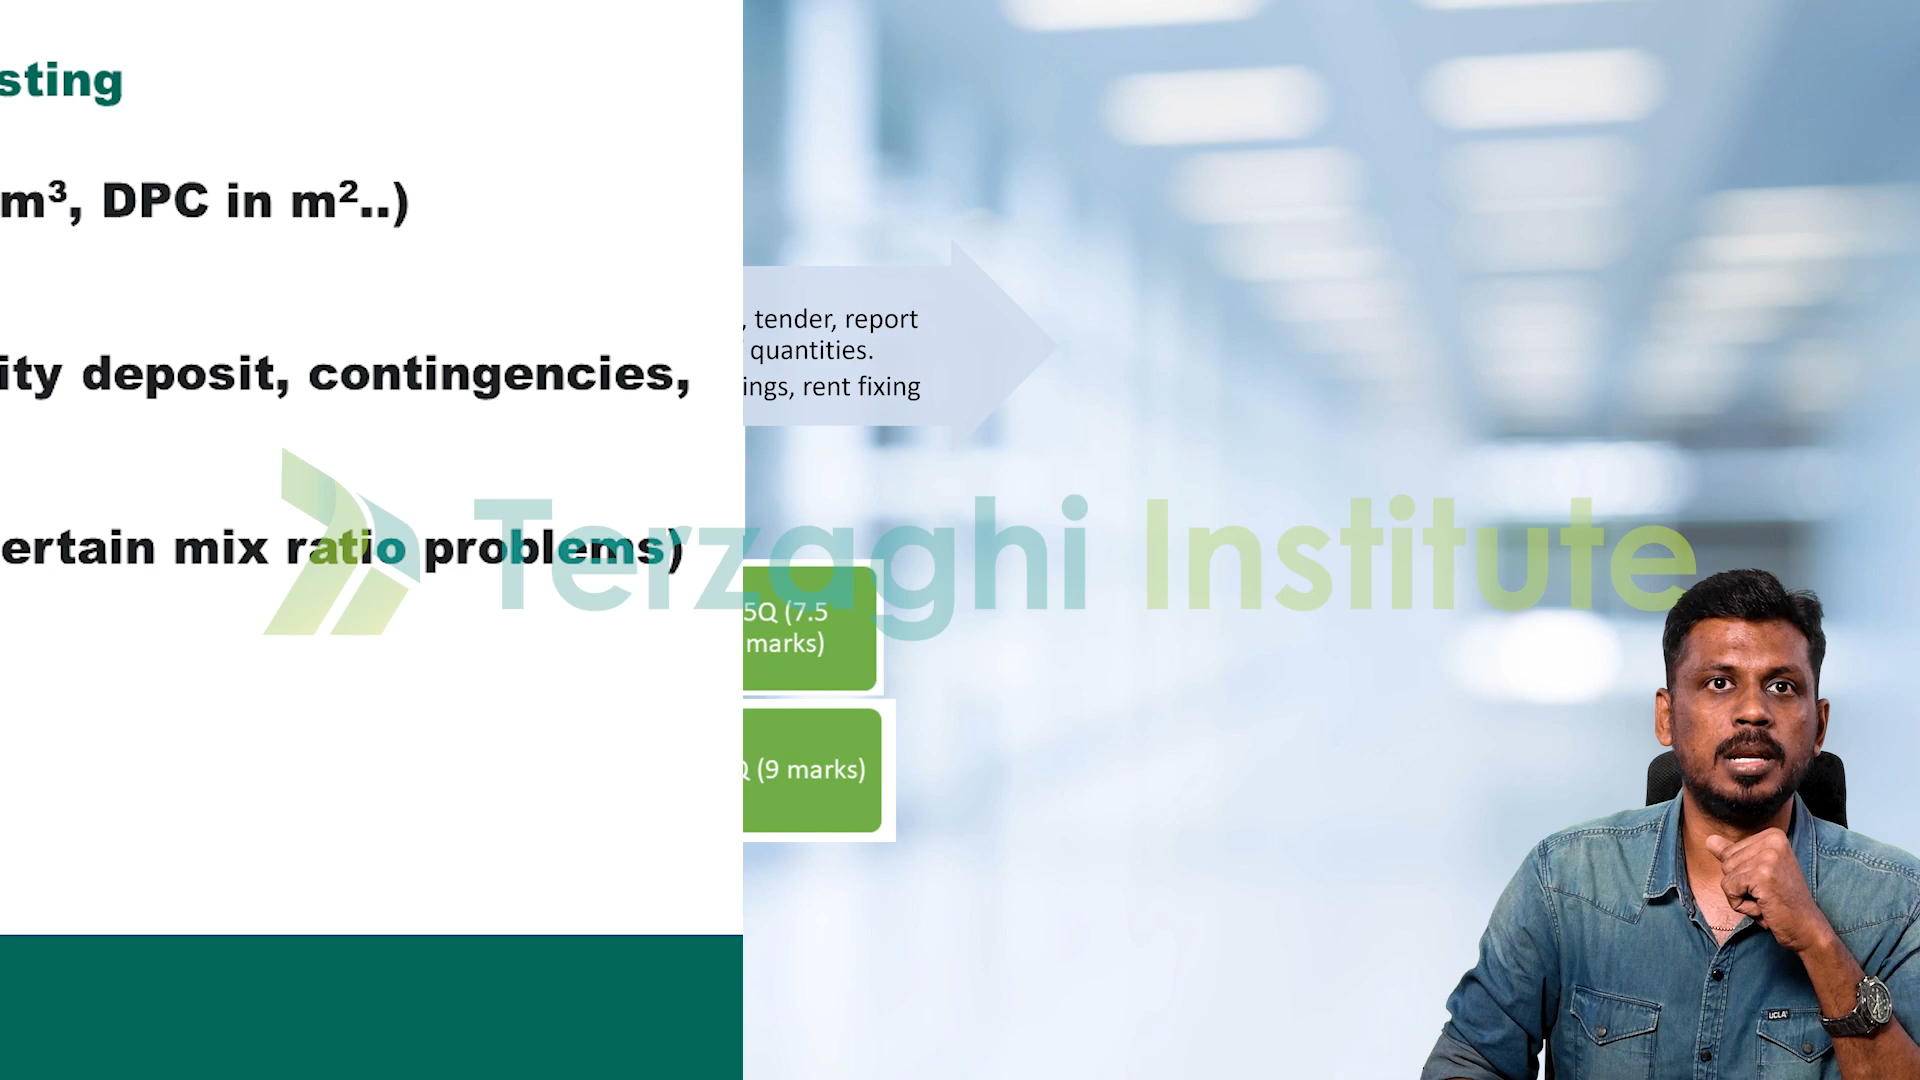 sting
m³, DPC in m²..)
ity deposit, contingencies,
ertain mix ratio problems)
, tender, report
quantities.
ings, rent fixing
5Q (7.5
marks)
(9 marks)
Terzaghi Institute
UCLA